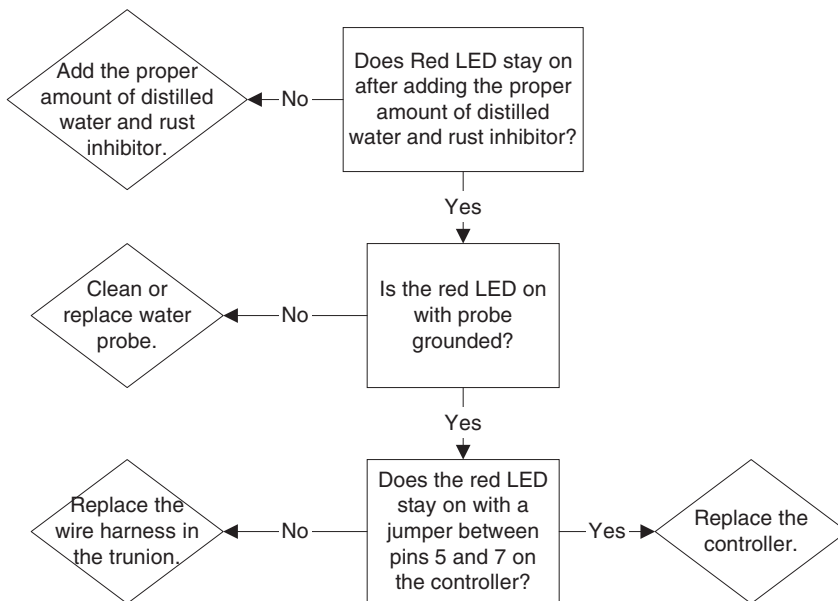 Add the proper
amount of distilled
water and rust
inhibitor.
No
Does Red LED stay on
after adding the proper
amount of distilled
water and rust inhibitor?
Yes
Clean or
replace water
probe.
No
Is the red LED on
with probe
grounded?
Yes
Replace the
wire harness in
the trunion.
No
Does the red LED
stay on with a
jumper between
pins 5 and 7 on
the controller?
Yes
Replace the
controller.